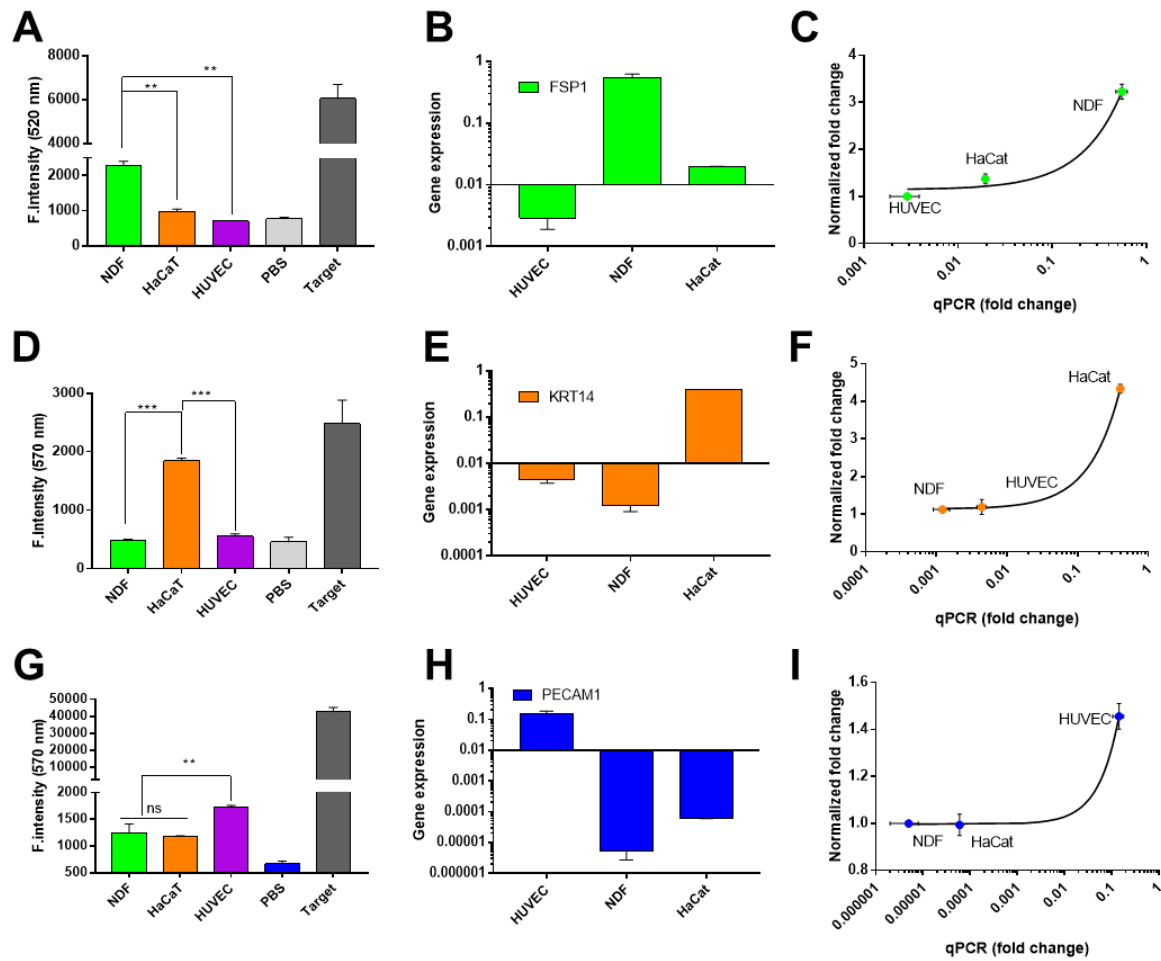 A
F.intensity (520 nm)
8000
6000
4000
2000
1000
0
**
**
NDF
HaCaT
HUVEC
PBS
Target
B
Gene expression
1
0.1
0.01
0.001
FSP1
HUVEC
NDF
HaCat
C
Normalized fold change
4
3
2
1
0
NDF
HaCat
HUVEC
0.001
0.01
0.1
1
qPCR (fold change)
D
F.intensity (570 nm)
3000
2000
1000
0
***
***
NDF
HaCaT
HUVEC
PBS
Target
E
Gene expression
1
0.1
0.01
0.001
0.0001
KRT14
HUVEC
NDF
HaCat
F
Normalized fold change
5
4
3
2
1
0
HaCat
NDF
HUVEC
0.0001
0.001
0.01
0.1
1
qPCR (fold change)
G
F.intensity (570 nm)
50000
40000
30000
20000
10000
2000
1500
1000
500
**
ns
NDF
HaCaT
HUVEC
PBS
Target
H
Gene expression
1
0.1
0.01
0.001
0.0001
0.00001
0.000001
PECAM1
HUVEC
NDF
HaCat
I
Normalized fold change
1.6
1.4
1.2
1.0
0.8
HUVEC
NDF
HaCat
0.000001
0.00001
0.0001
0.001
0.01
0.1
1
qPCR (fold change)